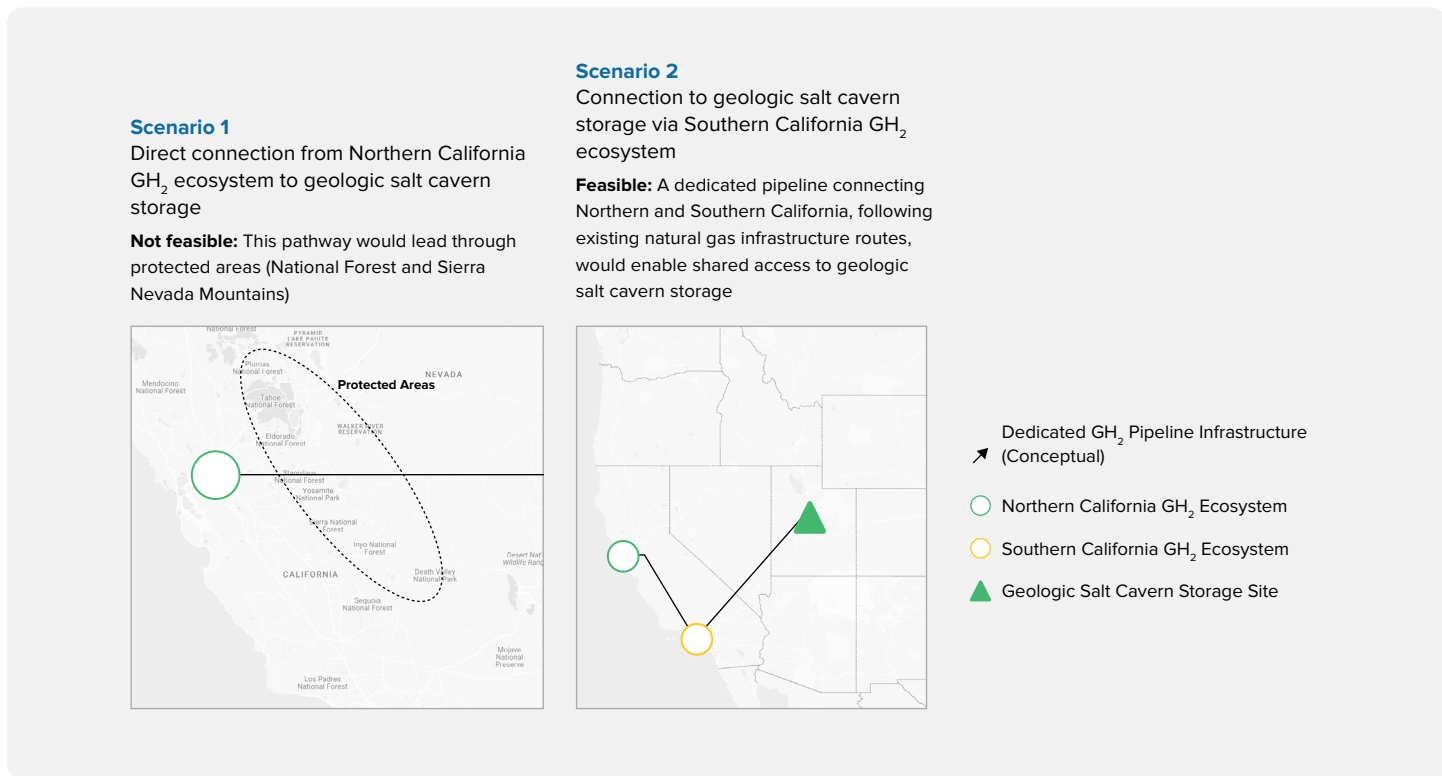 Scenario 1
Direct connection from Northern California
GH2 ecosystem to geologic salt cavern
storage
Not feasible: This pathway would lead through
protected areas (National Forest and Sierra
Nevada Mountains)
Scenario 2
Connection to geologic salt cavern
storage via Southern California GH2
ecosystem
Feasible: A dedicated pipeline connecting
Northern and Southern California, following
existing natural gas infrastructure routes,
would enable shared access to geologic
salt cavern storage
National Forest
PYRAMID
LAKE PAIUTE
RESERVATION
Plumas
National Forest
NEVADA
Mendocino
National Forest
Protected Areas
Tahoe
National Forest
WALKER RIVER
RESERVATION
Eldorado
National Forest
Stanislaus
National Forest
Yosemite
National Park
Sierra National
Forest
Inyo National
Forest
Desert Nat'
Wildlife Rang
CALIFORNIA
Death Valley
National Park
Sequoia
National Forest
Mojave
National
Preserve
Los Padres
National Forest
Dedicated GH2 Pipeline Infrastructure
(Conceptual)
Northern California GH2 Ecosystem
Southern California GH2 Ecosystem
Geologic Salt Cavern Storage Site